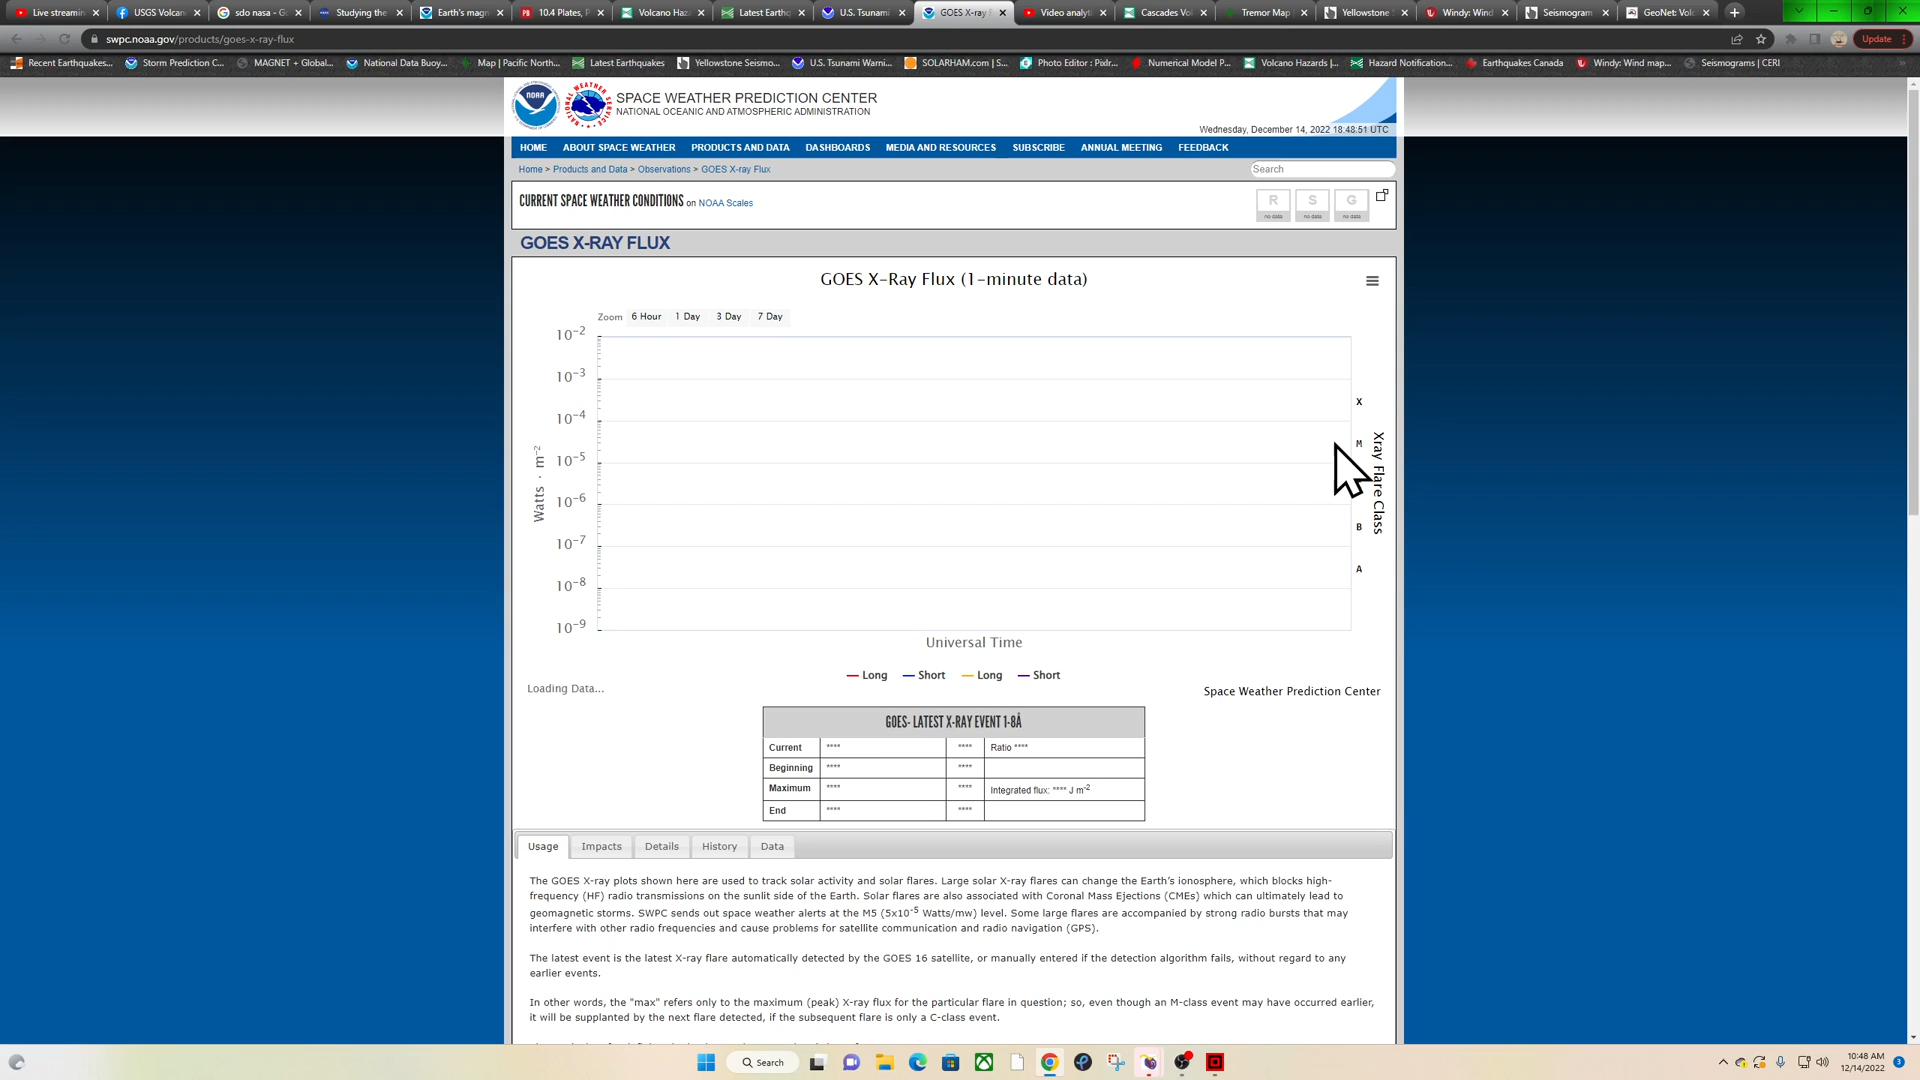 Live streamin
USGS Volcan
sdo nasa - Go
Studying the
Earth's magn
10.4 Plates, P
Volcano Haz
Latest Earthq
U.S. Tsunami
GOES X-ray F
Video analyti
Cascades Vol
Tremor Map
Yellowstone
Windy: Wind
Seismogram
GeoNet: Volc
swpc.noaa.gov/products/goes-x-ray-flux
Update
Recent Earthquakes...
Storm Prediction C...
MAGNET + Global...
National Data Buoy...
Map | Pacific North...
Latest Earthquakes
Yellowstone Seismo...
U.S. Tsunami Warni...
SOLARHAM.com | S...
Photo Editor : Pixlr...
Numerical Model P...
Volcano Hazards |...
Hazard Notification...
Earthquakes Canada
Windy: Wind map...
Seismograms | CERI
NOAA
NATIONAL WEATHER SERVICE
SPACE WEATHER PREDICTION CENTER
NATIONAL OCEANIC AND ATMOSPHERIC ADMINISTRATION
Wednesday, December 14, 2022 18:48:51 UTC
HOME ABOUT SPACE WEATHER PRODUCTS AND DATA DASHBOARDS MEDIA AND RESOURCES SUBSCRIBE ANNUAL MEETING FEEDBACK
Home > Products and Data > Observations > GOES X-ray Flux
Search
CURRENT SPACE WEATHER CONDITIONS on NOAA Scales
R S G
no data no data no data
GOES X-RAY FLUX
GOES X-Ray Flux (1-minute data)
Zoom 6 Hour 1 Day 3 Day 7 Day
10⁻²
10⁻³
10⁻⁴
10⁻⁵
10⁻⁶
10⁻⁷
10⁻⁸
10⁻⁹
Watts · m⁻²
X
M
B
A
Xray Flare Class
Universal Time
Long Short Long Short
Loading Data...
Space Weather Prediction Center
GOES- LATEST X-RAY EVENT 1-8Å
Current **** **** Ratio ****
Beginning **** ****
Maximum **** **** Integrated flux: **** J m⁻²
End **** ****
Usage Impacts Details History Data
The GOES X-ray plots shown here are used to track solar activity and solar flares. Large solar X-ray flares can change the Earth's ionosphere, which blocks high-
frequency (HF) radio transmissions on the sunlit side of the Earth. Solar flares are also associated with Coronal Mass Ejections (CMEs) which can ultimately lead to
geomagnetic storms. SWPC sends out space weather alerts at the M5 (5x10⁻⁵ Watts/mw) level. Some large flares are accompanied by strong radio bursts that may
interfere with other radio frequencies and cause problems for satellite communication and radio navigation (GPS).
The latest event is the latest X-ray flare automatically detected by the GOES 16 satellite, or manually entered if the detection algorithm fails, without regard to any
earlier events.
In other words, the "max" refers only to the maximum (peak) X-ray flux for the particular flare in question; so, even though an M-class event may have occurred earlier,
it will be supplanted by the next flare detected, if the subsequent flare is only a C-class event.
Search
10:48 AM
12/14/2022
3